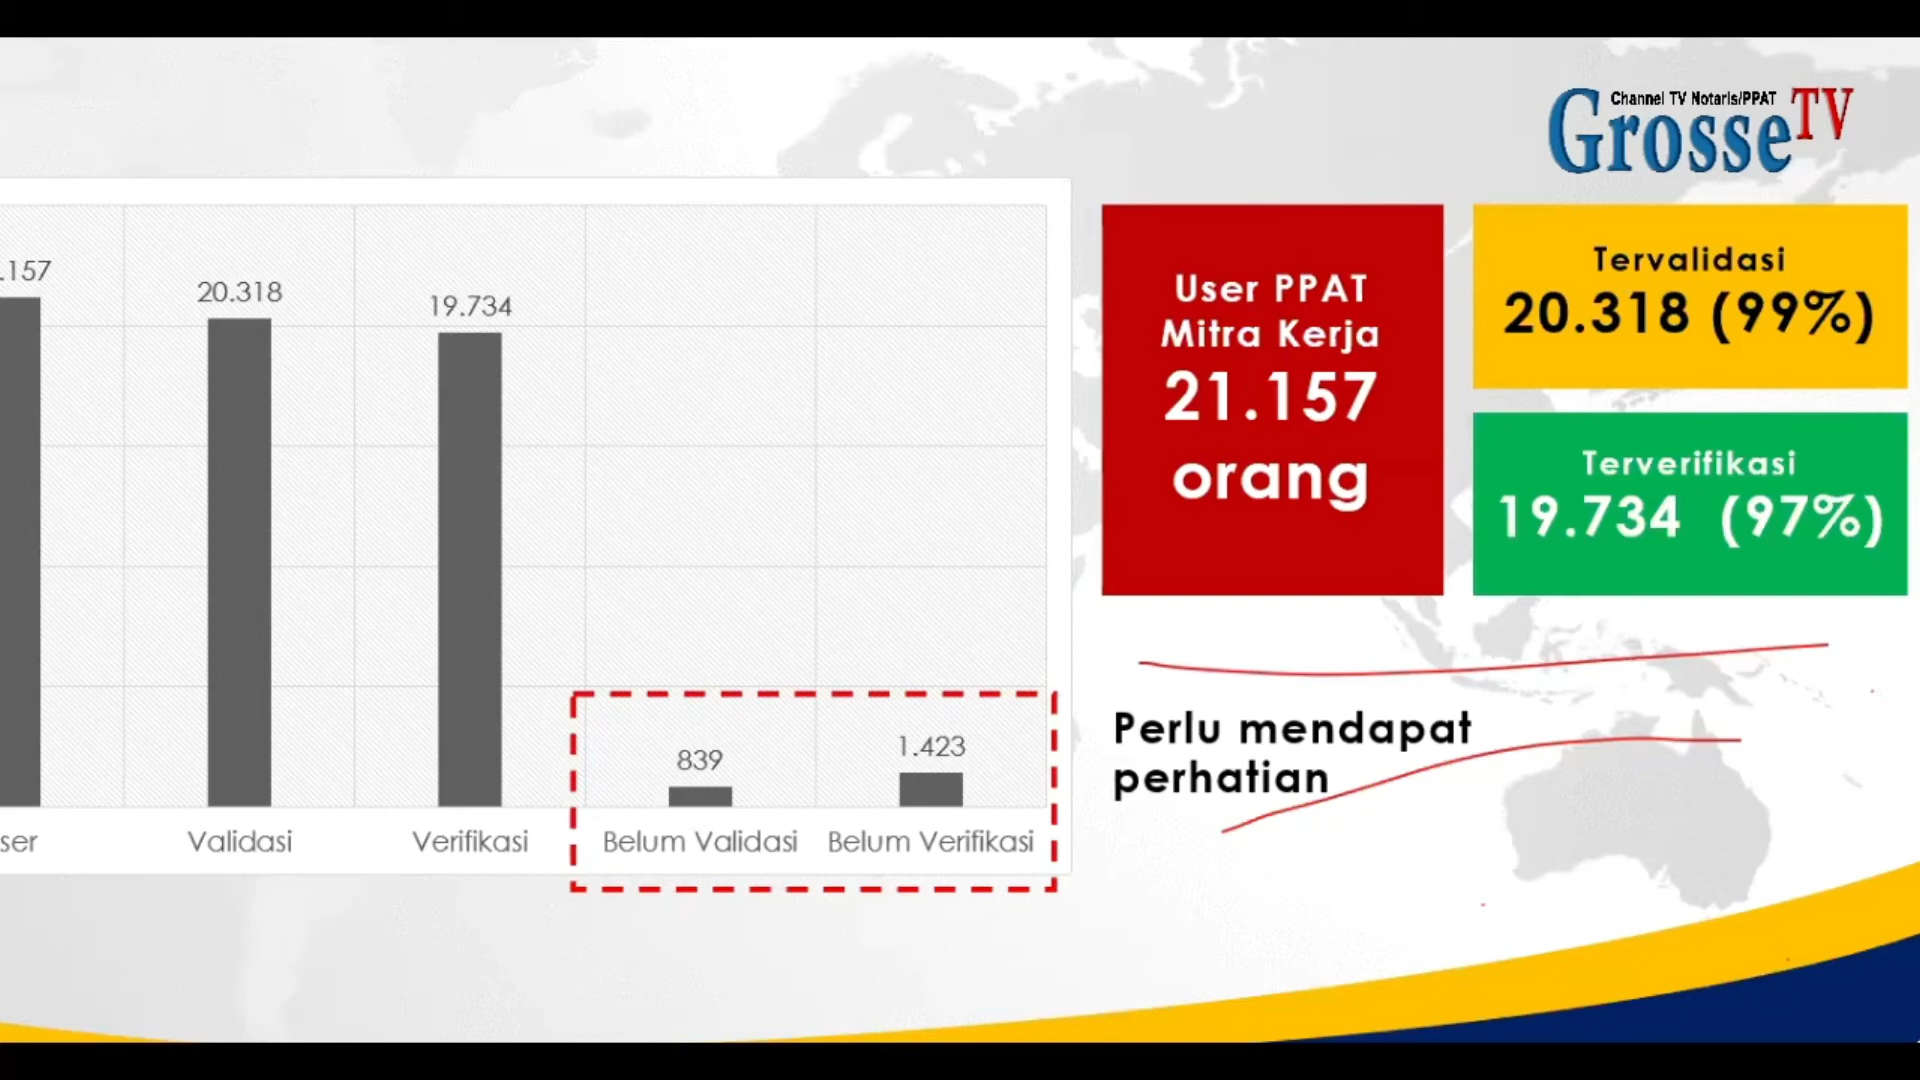 Channel TV Notaris/PPAT
Grosse TV
.157
20.318
19.734
839
1.423
ser
Validasi
Verifikasi
Belum Validasi
Belum Verifikasi
User PPAT
Mitra Kerja
21.157
orang
Tervalidasi
20.318 (99%)
Terverifikasi
19.734 (97%)
Perlu mendapat
perhatian